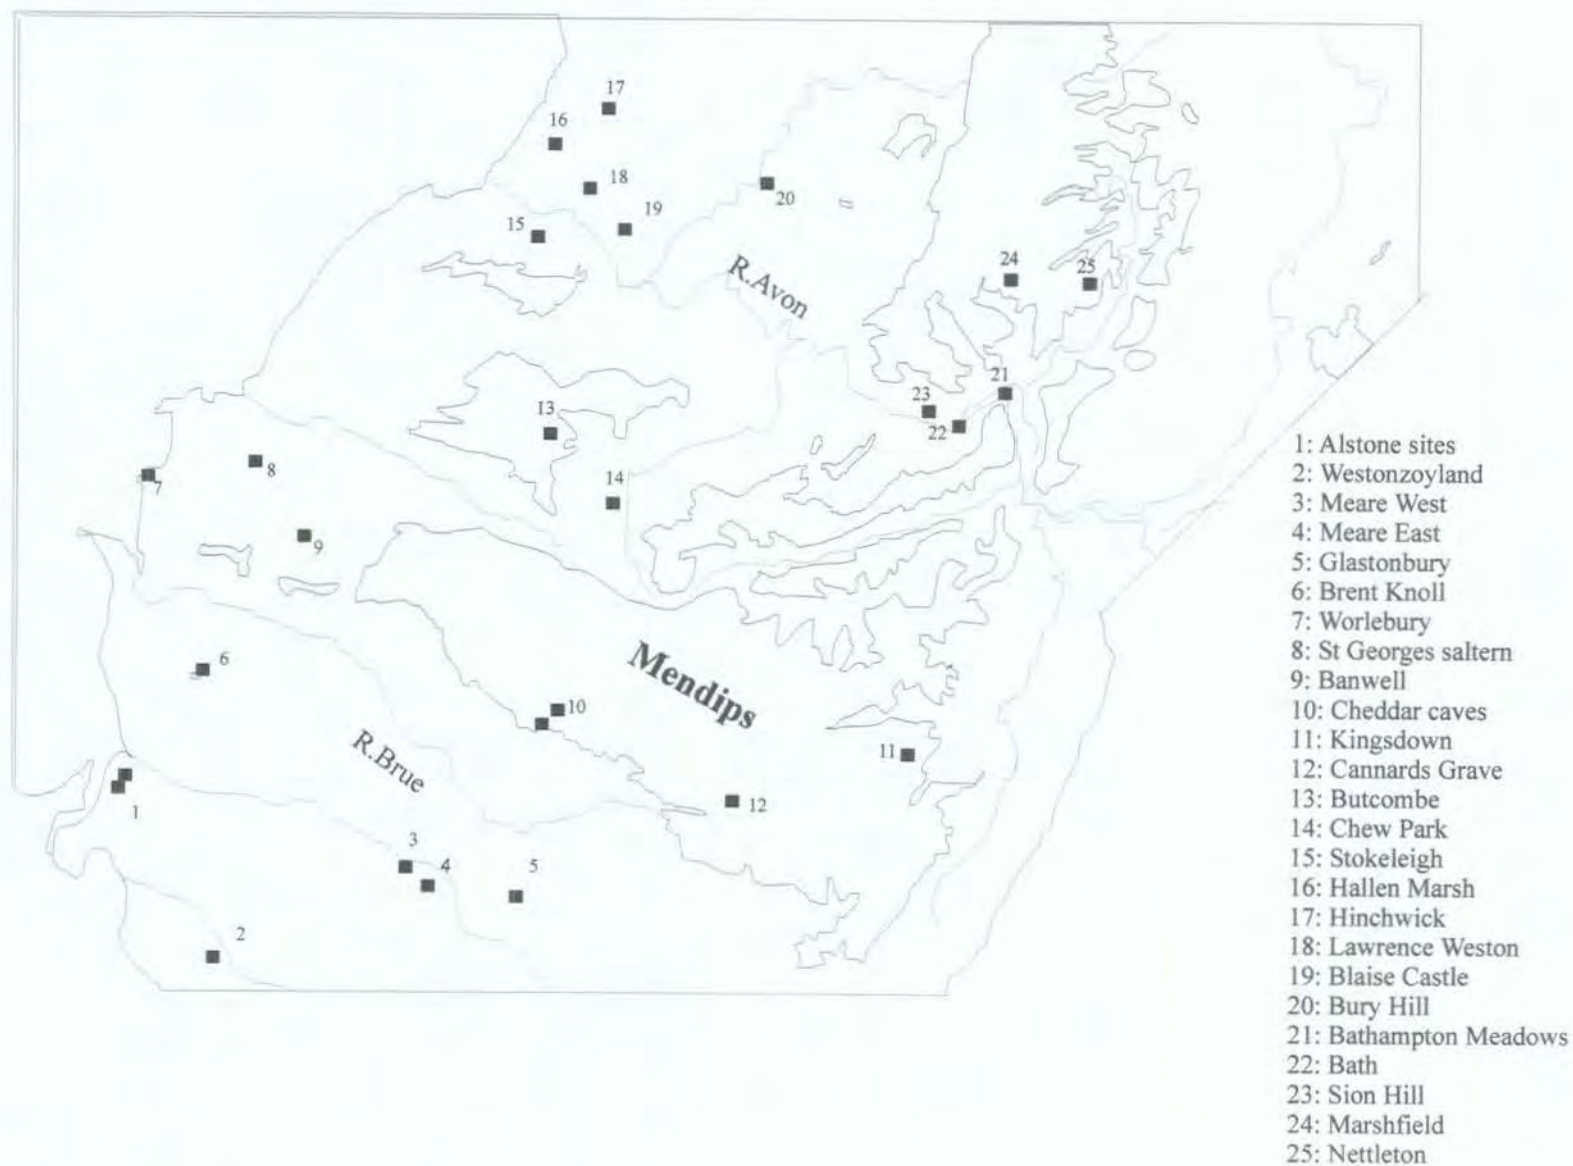 17
16
18
19
20
15
R.Avon
24
25
21
23
22
13
14
8
7
9
6
Mendips
10
R.Brue
11
12
1
3
4
5
2
1: Alstone sites
2: Westonzoyland
3: Meare West
4: Meare East
5: Glastonbury
6: Brent Knoll
7: Worlebury
8: St Georges saltern
9: Banwell
10: Cheddar caves
11: Kingsdown
12: Cannards Grave
13: Butcombe
14: Chew Park
15: Stokeleigh
16: Hallen Marsh
17: Hinchwick
18: Lawrence Weston
19: Blaise Castle
20: Bury Hill
21: Bathampton Meadows
22: Bath
23: Sion Hill
24: Marshfield
25: Nettleton